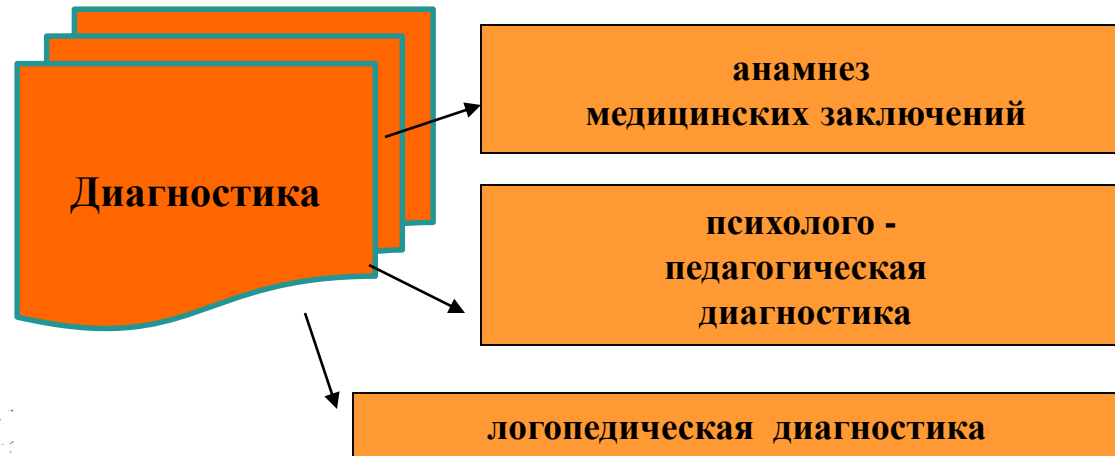 Диагностика
анамнез
медицинских заключений
психолого -
педагогическая
диагностика
логопедическая диагностика